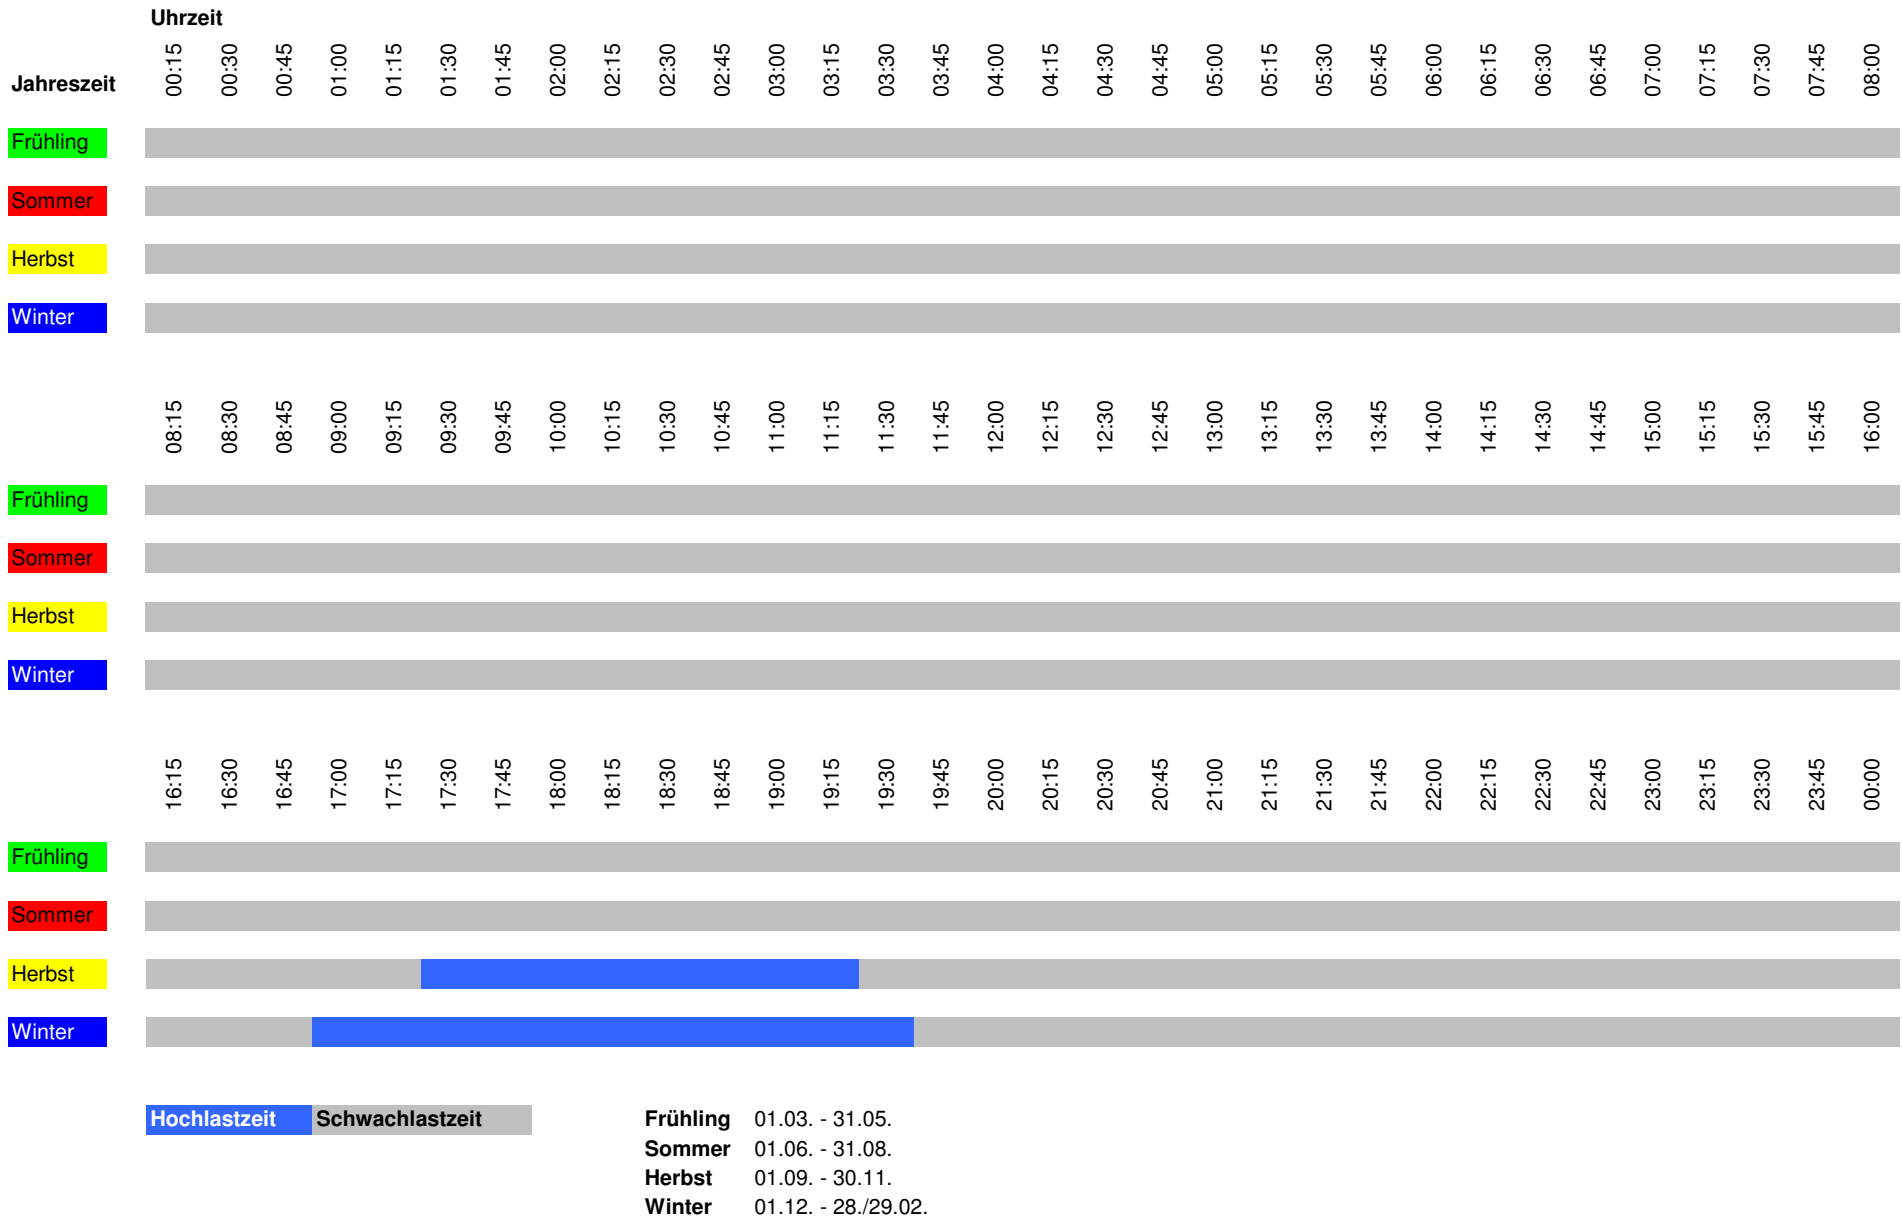 Uhrzeit
Jahreszeit 00:15 00:30 00:45 01:00 01:15 01:30 01:45 02:00 02:15 02:30 02:45 03:00 03:15 03:30 03:45 04:00 04:15 04:30 04:45 05:00 05:15 05:30 05:45 06:00 06:15 06:30 06:45 07:00 07:15 07:30 07:45 08:00
Frühling
Sommer
Herbst
Winter
08:15 08:30 08:45 09:00 09:15 09:30 09:45 10:00 10:15 10:30 10:45 11:00 11:15 11:30 11:45 12:00 12:15 12:30 12:45 13:00 13:15 13:30 13:45 14:00 14:15 14:30 14:45 15:00 15:15 15:30 15:45 16:00
Frühling
Sommer
Herbst
Winter
16:15 16:30 16:45 17:00 17:15 17:30 17:45 18:00 18:15 18:30 18:45 19:00 19:15 19:30 19:45 20:00 20:15 20:30 20:45 21:00 21:15 21:30 21:45 22:00 22:15 22:30 22:45 23:00 23:15 23:30 23:45 00:00
Frühling
Sommer
Herbst
Winter
Hochlastzeit Schwachlastzeit Frühling 01.03. - 31.05.
Sommer 01.06. - 31.08.
Herbst 01.09. - 30.11.
Winter 01.12. - 28./29.02.